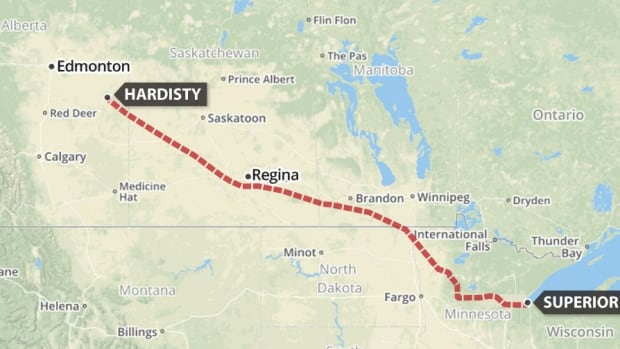 Alberta
Flin Flon
Saskatchewan
The Pas
Edmonton
Manitoba
Prince Albert
HARDISTY
Red Deer
Saskatoon
Ontario
Calgary
Regina
Medicine
Hat
Brandon
Winnipeg
Dryden
International
Falls
Thunder
Bay
Minot
ane
North
Dakota
Montana
Helena
Fargo
SUPERIOR
Minnesota
Billings
Wisconsin